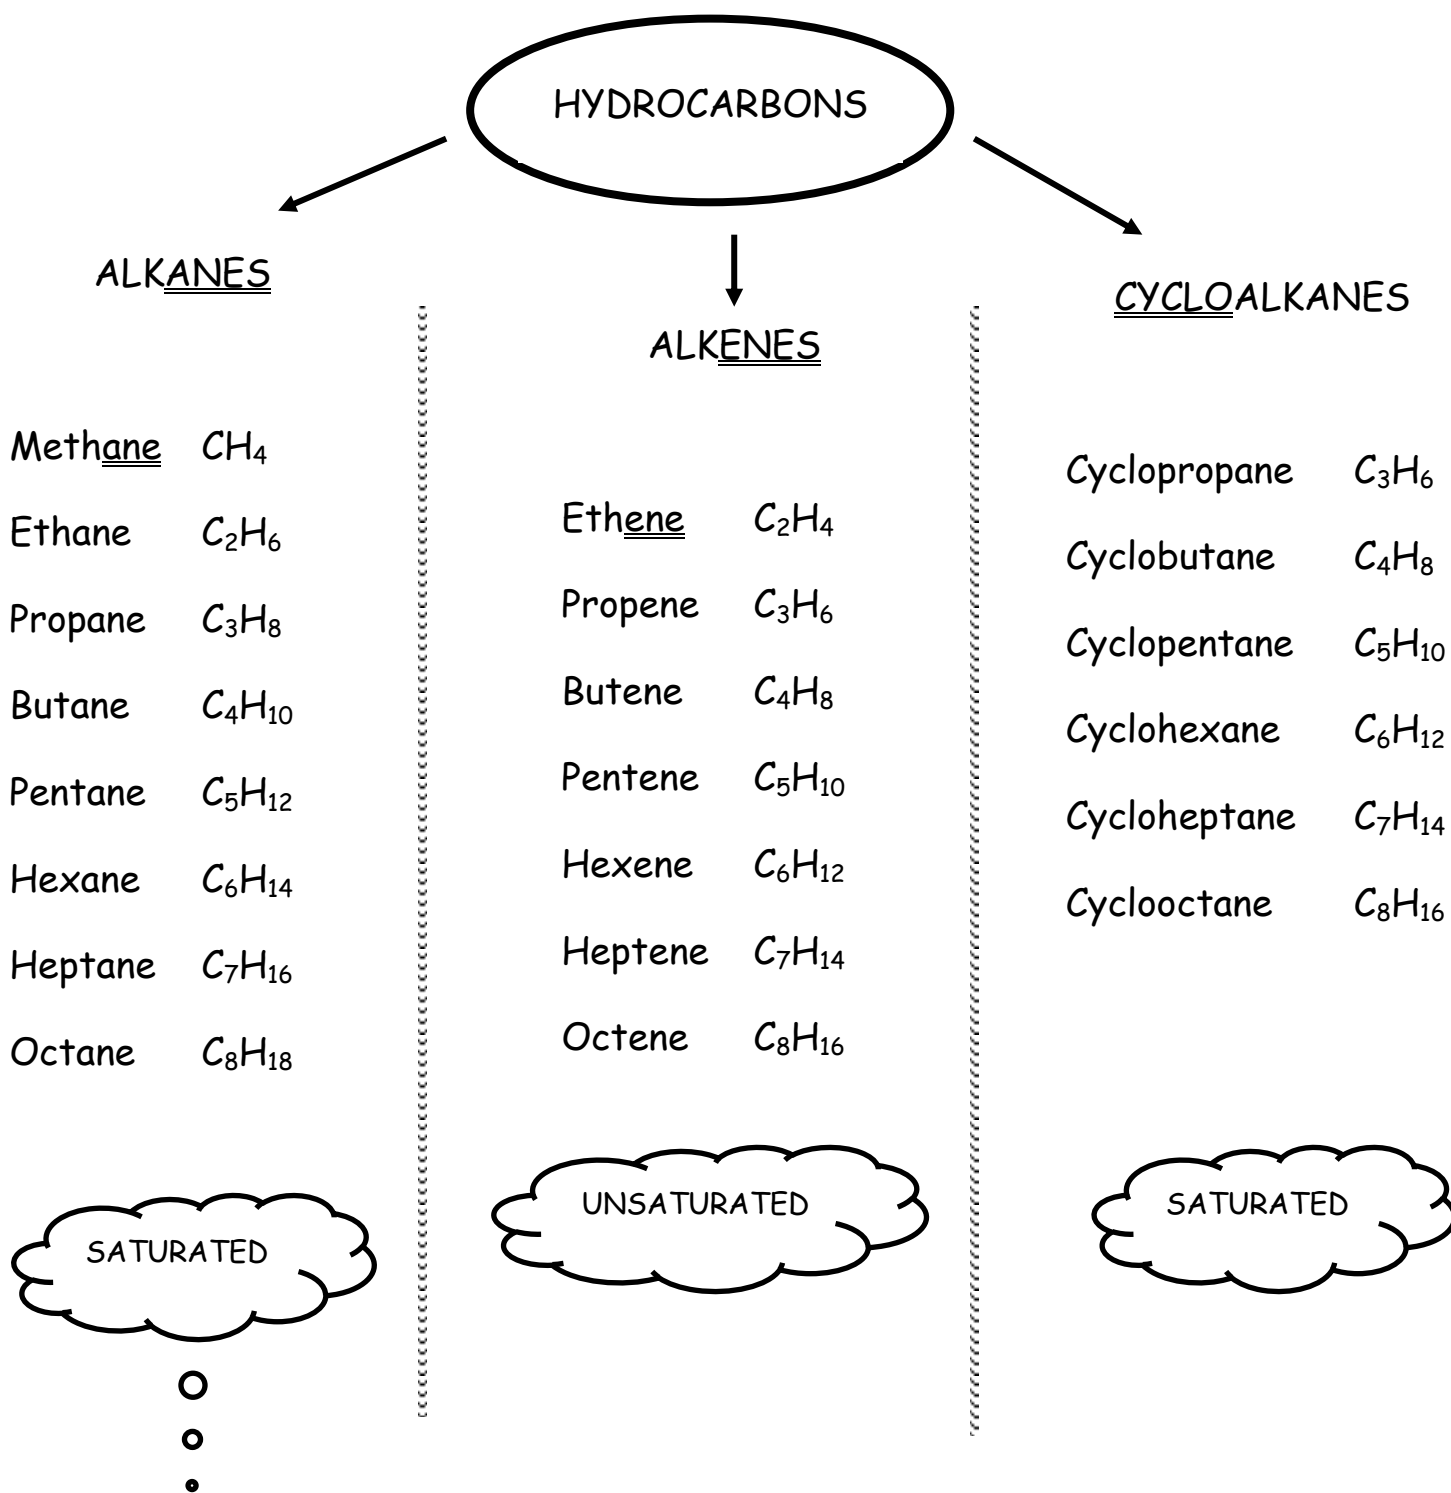 HYDROCARBONS
ALKANES
ALKENES
CYCLOALKANES
Methane CH₄
Ethane C₂H₆
Propane C₃H₈
Butane C₄H₁₀
Pentane C₅H₁₂
Hexane C₆H₁₄
Heptane C₇H₁₆
Octane C₈H₁₈
SATURATED
Ethene C₂H₄
Propene C₃H₆
Butene C₄H₈
Pentene C₅H₁₀
Hexene C₆H₁₂
Heptene C₇H₁₄
Octene C₈H₁₆
UNSATURATED
Cyclopropane C₃H₆
Cyclobutane C₄H₈
Cyclopentane C₅H₁₀
Cyclohexane C₆H₁₂
Cycloheptane C₇H₁₄
Cyclooctane C₈H₁₆
SATURATED